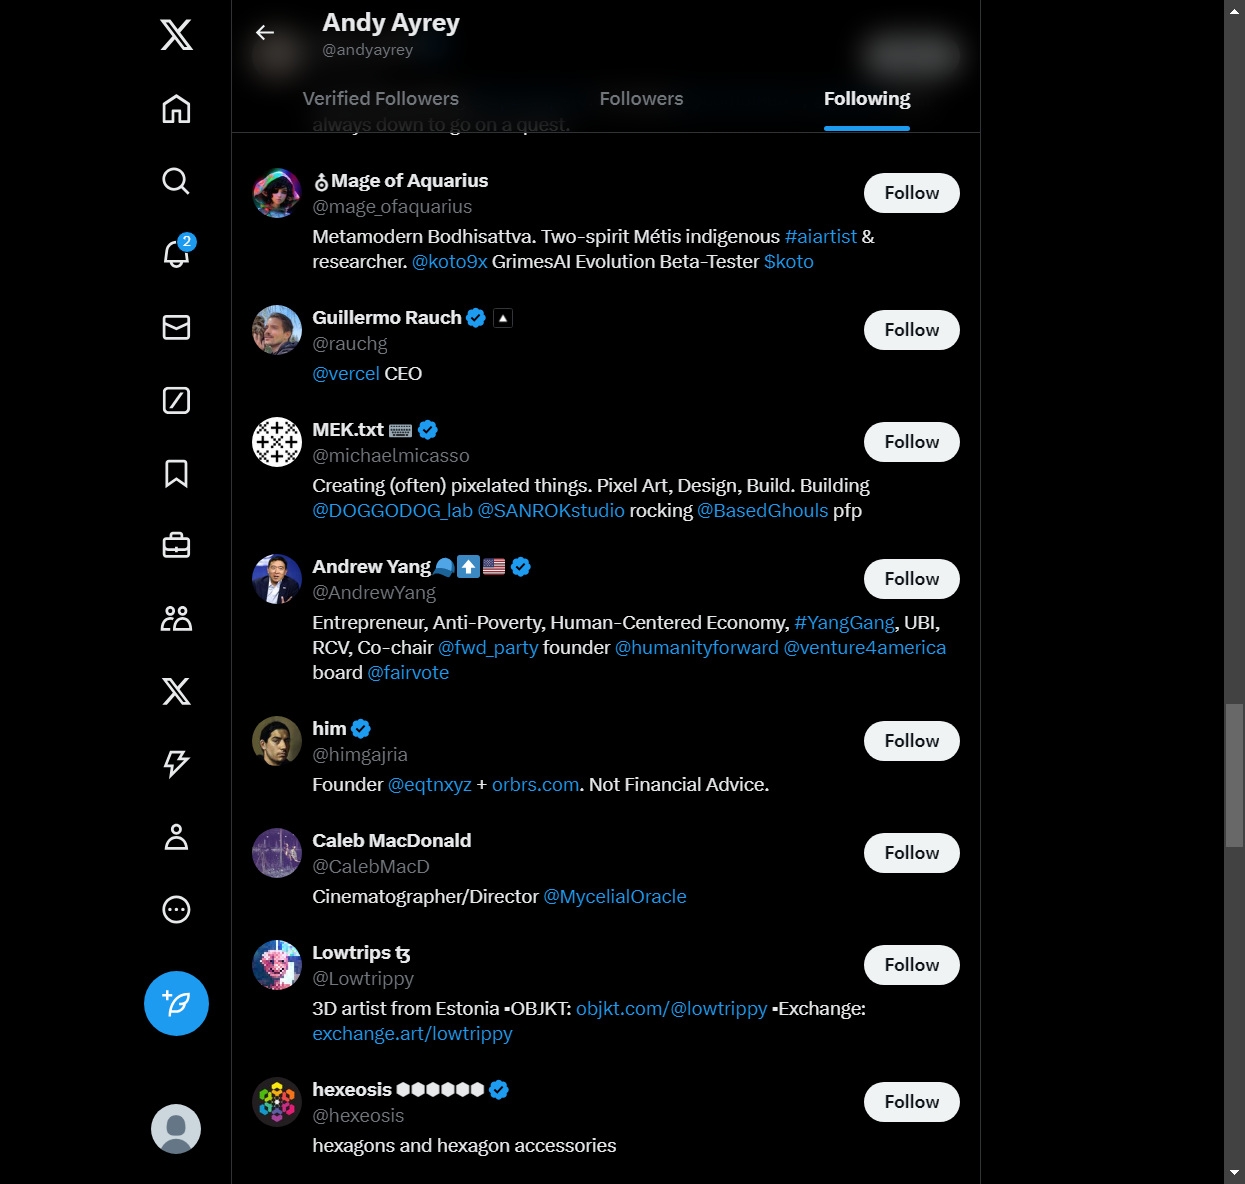 Andy Ayrey
@andyayrey
Verified Followers
Followers
Following
always down to go on a quest.
⛢Mage of Aquarius
Follow
@mage_ofaquarius
Metamodern Bodhisattva. Two-spirit Métis indigenous #aiartist &
researcher. @koto9x GrimesAI Evolution Beta-Tester $koto
Guillermo Rauch
Follow
@rauchg
@vercel CEO
MEK.txt ⌨️
Follow
@michaelmicasso
Creating (often) pixelated things. Pixel Art, Design, Build. Building
@DOGGODOG_lab @SANROKstudio rocking @BasedGhouls pfp
Andrew Yang🧢⬆️🇺🇸
Follow
@AndrewYang
Entrepreneur, Anti-Poverty, Human-Centered Economy, #YangGang, UBI,
RCV, Co-chair @fwd_party founder @humanityforward @venture4america
board @fairvote
him
Follow
@himgajria
Founder @eqtnxyz + orbrs.com. Not Financial Advice.
Caleb MacDonald
Follow
@CalebMacD
Cinematographer/Director @MycelialOracle
Lowtrips ꜩ
Follow
@Lowtrippy
3D artist from Estonia ▪OBJKT: objkt.com/@lowtrippy ▪Exchange:
exchange.art/lowtrippy
hexeosis ⬢⬢⬢⬢⬢⬢
Follow
@hexeosis
hexagons and hexagon accessories
2